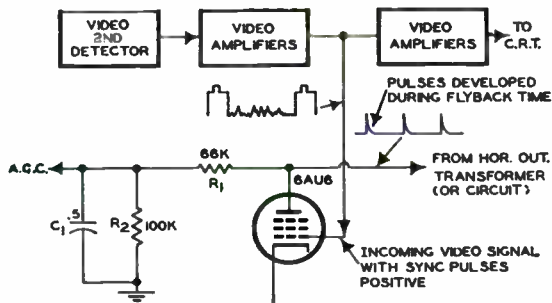 VIDEO
2ND
DETECTOR
VIDEO
AMPLIFIERS
VIDEO
AMPLIFIERS
TO
C.R.T.
PULSES DEVELOPED
DURING FLYBACK TIME
A.G.C.
66K
R1
6AU6
FROM HOR. OUT.
TRANSFORMER
(OR CIRCUIT)
.5
C1
R2
100K
INCOMING VIDEO SIGNAL
WITH SYNC PULSES
POSITIVE